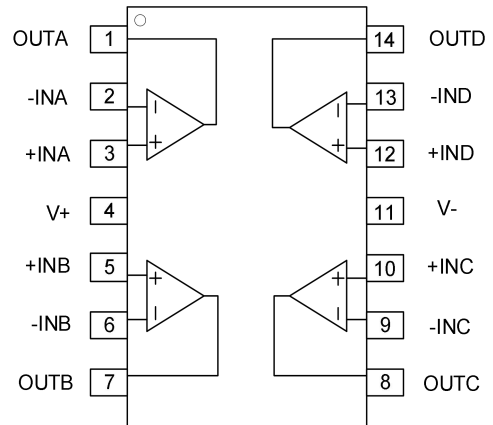 OUTA 1 14 OUTD
-INA 2 13 -IND
+INA 3 12 +IND
V+ 4 11 V-
+INB 5 10 +INC
-INB 6 9 -INC
OUTB 7 8 OUTC